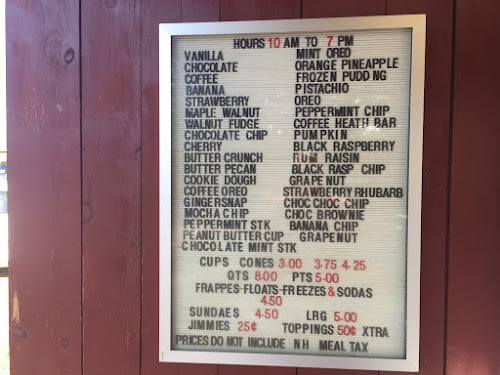 HOURS 10 AM TO 7 PM
VANILLA MINT OREO
CHOCOLATE ORANGE PINEAPPLE
COFFEE FROZEN PUDDING
BANANA PISTACHIO
STRAWBERRY OREO
MAPLE WALNUT PEPPERMINT CHIP
WALNUT FUDGE COFFEE HEATH BAR
CHOCOLATE CHIP PUMPKIN
CHERRY BLACK RASPBERRY
BUTTER CRUNCH RUM RAISIN
BUTTER PECAN BLACK RASP CHIP
COOKIE DOUGH GRAPE NUT
COFFEE OREO STRAWBERRY RHUBARB
GINGERSNAP CHOC CHOC CHIP
MOCHA CHIP CHOC BROWNIE
PEPPERMINT STK BANANA CHIP
PEANUT BUTTER CUP GRAPENUT
CHOCOLATE MINT STK
CUPS CONES 3.00 3.75 4.25
QTS 8.00 PTS 5.00
FRAPPES-FLOATS-FREEZES & SODAS
4.50
SUNDAES 4.50 LRG 5.00
JIMMIES 25¢ TOPPINGS 50¢ XTRA
PRICES DO NOT INCLUDE NH MEAL TAX